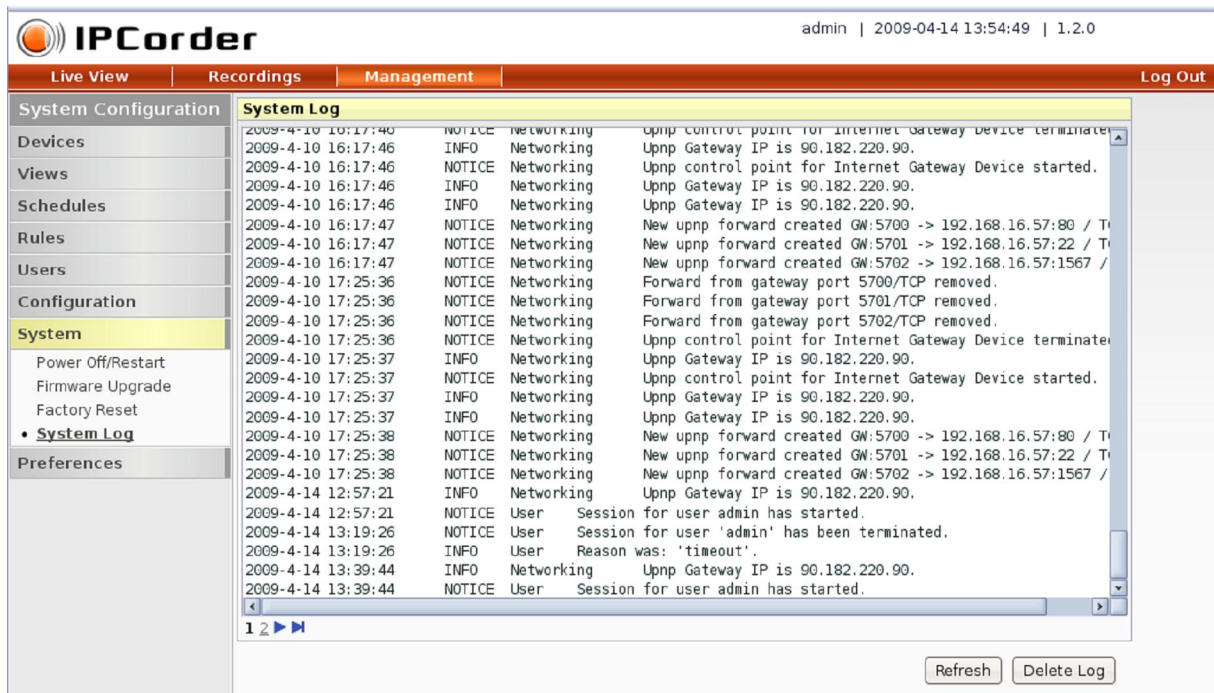 IPCorder
admin | 2009-04-14 13:54:49 | 1.2.0
Live View Recordings Management Log Out
System Configuration
Devices
Views
Schedules
Rules
Users
Configuration
System
Power Off/Restart
Firmware Upgrade
Factory Reset
• System Log
Preferences
System Log
2009-4-10 16:17:46 NOTICE Networking Upnp control point for Internet Gateway Device terminate
2009-4-10 16:17:46 INFO Networking Upnp Gateway IP is 90.182.220.90.
2009-4-10 16:17:46 NOTICE Networking Upnp control point for Internet Gateway Device started.
2009-4-10 16:17:46 INFO Networking Upnp Gateway IP is 90.182.220.90.
2009-4-10 16:17:46 INFO Networking Upnp Gateway IP is 90.182.220.90.
2009-4-10 16:17:47 NOTICE Networking New upnp forward created GW:5700 -> 192.168.16.57:80 / T
2009-4-10 16:17:47 NOTICE Networking New upnp forward created GW:5701 -> 192.168.16.57:22 / T
2009-4-10 16:17:47 NOTICE Networking New upnp forward created GW:5702 -> 192.168.16.57:1567 /
2009-4-10 17:25:36 NOTICE Networking Forward from gateway port 5700/TCP removed.
2009-4-10 17:25:36 NOTICE Networking Forward from gateway port 5701/TCP removed.
2009-4-10 17:25:36 NOTICE Networking Forward from gateway port 5702/TCP removed.
2009-4-10 17:25:36 NOTICE Networking Upnp control point for Internet Gateway Device terminate
2009-4-10 17:25:37 INFO Networking Upnp Gateway IP is 90.182.220.90.
2009-4-10 17:25:37 NOTICE Networking Upnp control point for Internet Gateway Device started.
2009-4-10 17:25:37 INFO Networking Upnp Gateway IP is 90.182.220.90.
2009-4-10 17:25:37 INFO Networking Upnp Gateway IP is 90.182.220.90.
2009-4-10 17:25:38 NOTICE Networking New upnp forward created GW:5700 -> 192.168.16.57:80 / T
2009-4-10 17:25:38 NOTICE Networking New upnp forward created GW:5701 -> 192.168.16.57:22 / T
2009-4-10 17:25:38 NOTICE Networking New upnp forward created GW:5702 -> 192.168.16.57:1567 /
2009-4-14 12:57:21 INFO Networking Upnp Gateway IP is 90.182.220.90.
2009-4-14 12:57:21 NOTICE User Session for user admin has started.
2009-4-14 13:19:26 NOTICE User Session for user 'admin' has been terminated.
2009-4-14 13:19:26 INFO User Reason was: 'timeout'.
2009-4-14 13:39:44 INFO Networking Upnp Gateway IP is 90.182.220.90.
2009-4-14 13:39:44 NOTICE User Session for user admin has started.
1 2
Refresh Delete Log